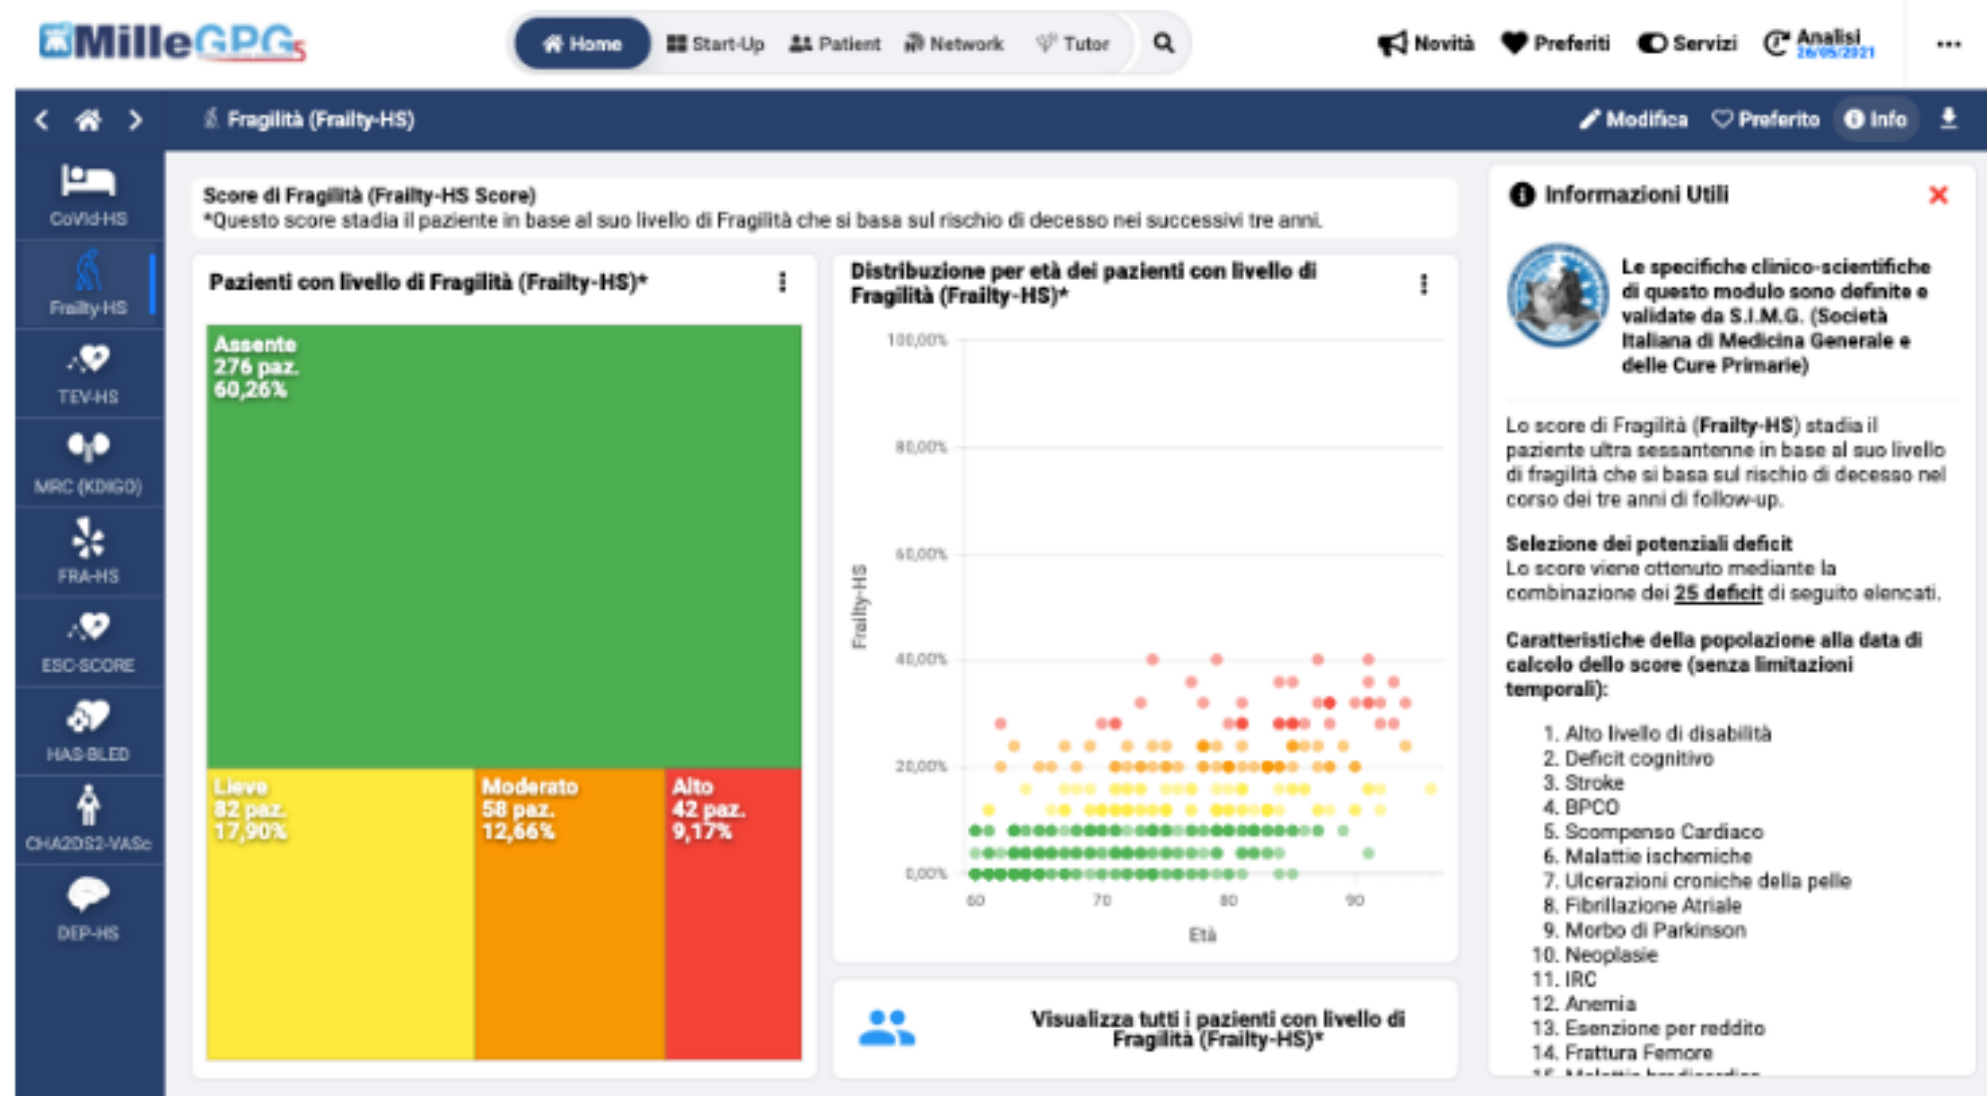 MilleGPG5
Home
Start-Up
Patient
Network
Tutor
Novità
Preferiti
Servizi
Analisi
26/05/2021
Fragilità (Frailty-HS)
Modifica
Preferito
Info
CoVid-HS
Frailty-HS
TEV-HS
MRC (KDIGO)
FRA-HS
ESC-SCORE
HAS-BLED
CHA2DS2-VASc
DEP-HS
Score di Fragilità (Frailty-HS Score)
*Questo score stadia il paziente in base al suo livello di Fragilità che si basa sul rischio di decesso nei successivi tre anni.
Pazienti con livello di Fragilità (Frailty-HS)*
Assente
276 paz.
60,26%
Lieve
82 paz.
17,90%
Moderato
58 paz.
12,66%
Alto
42 paz.
9,17%
Distribuzione per età dei pazienti con livello di
Fragilità (Frailty-HS)*
100,00%
80,00%
60,00%
40,00%
20,00%
0,00%
Frailty-HS
60
70
80
90
Età
Visualizza tutti i pazienti con livello di
Fragilità (Frailty-HS)*
Informazioni Utili
Le specifiche clinico-scientifiche
di questo modulo sono definite e
validate da S.I.M.G. (Società
Italiana di Medicina Generale e
delle Cure Primarie)
Lo score di Fragilità (Frailty-HS) stadia il
paziente ultra sessantenne in base al suo livello
di fragilità che si basa sul rischio di decesso nel
corso dei tre anni di follow-up.
Selezione dei potenziali deficit
Lo score viene ottenuto mediante la
combinazione dei 25 deficit di seguito elencati.
Caratteristiche della popolazione alla data di
calcolo dello score (senza limitazioni
temporali):
1. Alto livello di disabilità
2. Deficit cognitivo
3. Stroke
4. BPCO
5. Scompenso Cardiaco
6. Malattie ischemiche
7. Ulcerazioni croniche della pelle
8. Fibrillazione Atriale
9. Morbo di Parkinson
10. Neoplasie
11. IRC
12. Anemia
13. Esenzione per reddito
14. Frattura Femore